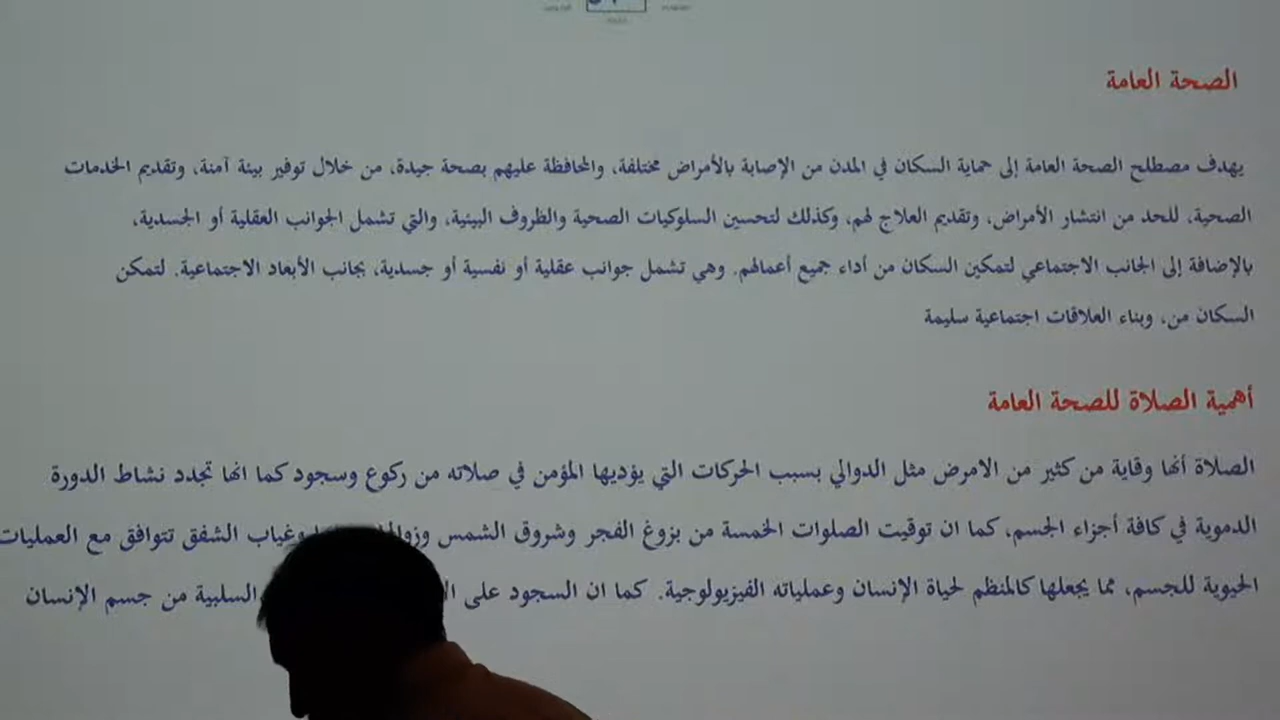 الصحة العامة
يهدف مصطلح الصحة العامة إلى حماية السكان في المدن من الإصابة بالأمراض مختلفة، والمحافظة عليهم بصحة جيدة، من خلال توفير بيئة آمنة، وتقديم الخدمات
الصحية، للحد من انتشار الأمراض، وتقديم العلاج لهم، وكذلك لتحسين السلوكيات الصحية والظروف البيئية، والتي تشمل الجوانب العقلية أو الجسدية،
بالإضافة إلى الجانب الاجتماعي لتمكين السكان من أداء جميع أعمالهم. وهي تشمل جوانب عقلية أو نفسية أو جسدية، بجانب الأبعاد الاجتماعية. لتمكن
السكان من، وبناء العلاقات اجتماعية سليمة
أهمية الصلاة للصحة العامة
الصلاة أنها وقاية من كثير من الامرض مثل الدوالي بسبب الحركات التي يؤديها المؤمن في صلاته من ركوع وسجود كما انها تجدد نشاط الدورة
الدموية في كافة أجزاء الجسم، كما ان توقيت الصلوات الخمسة من بزوغ الفجر وشروق الشمس وغياب الشفق تتوافق مع العمليات
الحيوية للجسم، مما يجعلها كالمنظم لحياة الإنسان وعملياته الفيزيولوجية. كما ان السجود على السلبية من جسم الإنسان